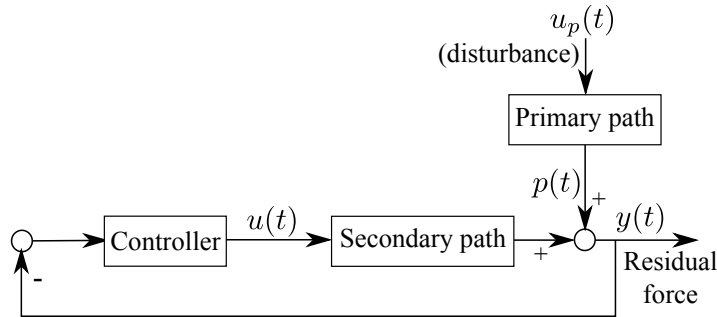 u_p(t)
(disturbance)
Primary path
p(t)
+
Controller
u(t)
Secondary path
+
y(t)
Residual
force
-